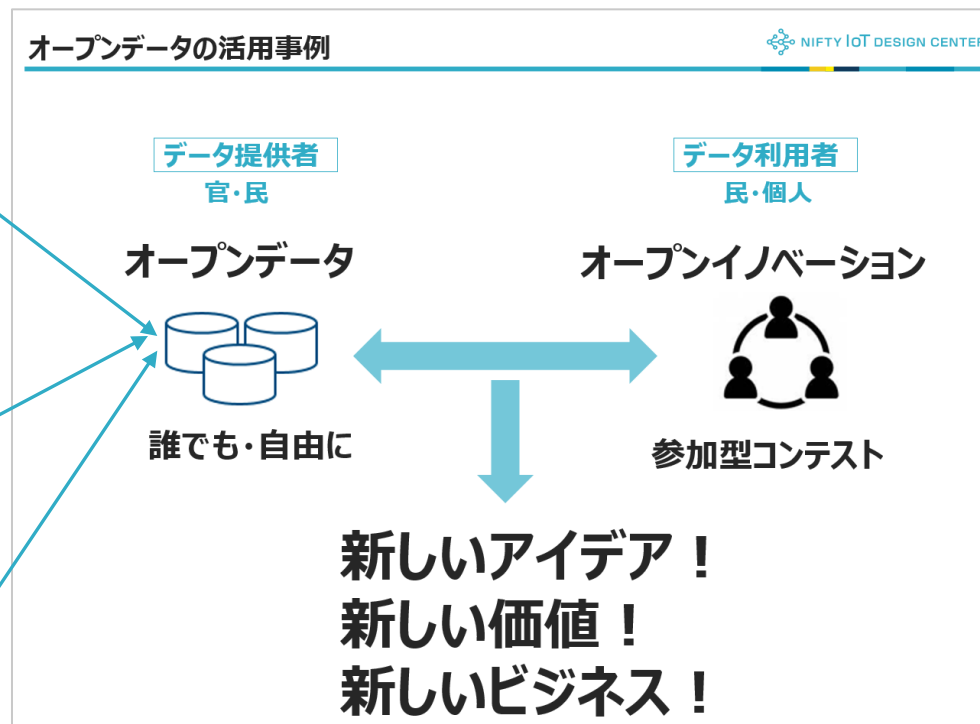 オープンデータの活用事例
NIFTY IoT DESIGN CENTER
データ提供者
官・民
オープンデータ
誰でも・自由に
データ利用者
民・個人
オープンイノベーション
参加型コンテスト
新しいアイデア！
新しい価値！
新しいビジネス！